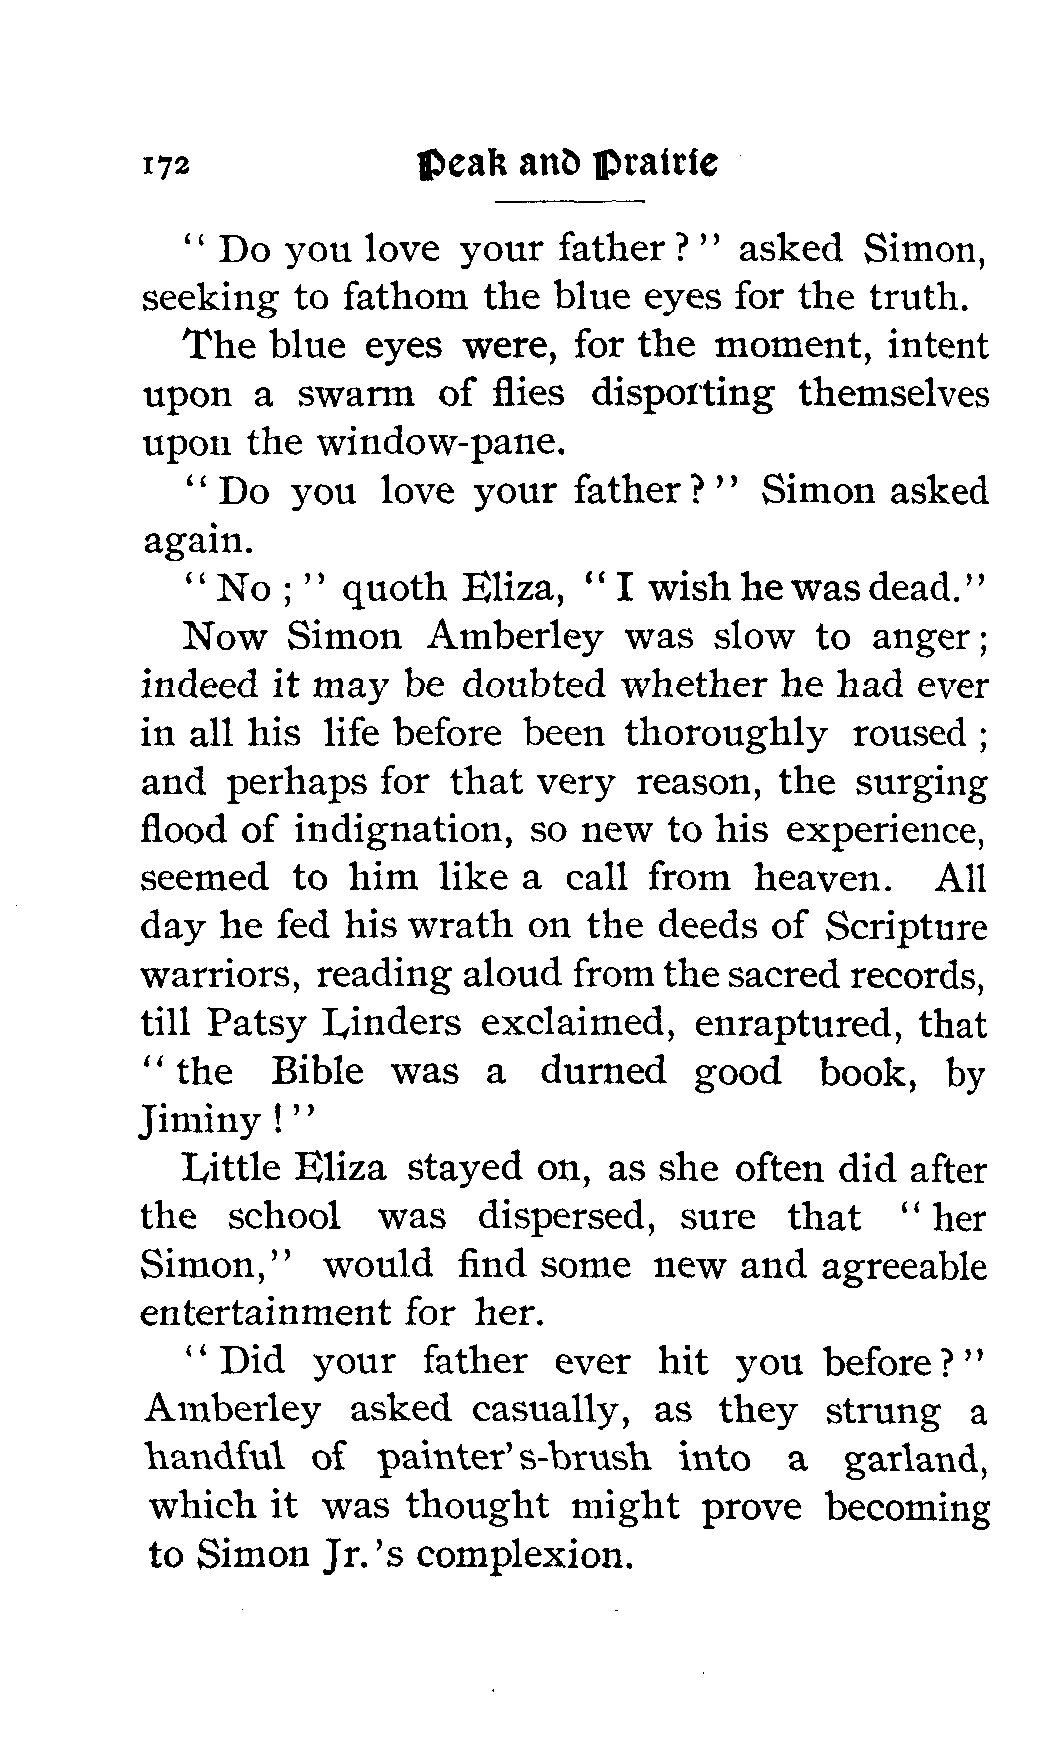 172 Peak and Prairie
"Do you love your father?" asked Simon,
seeking to fathom the blue eyes for the truth.
The blue eyes were, for the moment, intent
upon a swarm of flies disporting themselves
upon the window-pane.
"Do you love your father?" Simon asked
again.
"No;" quoth Eliza, "I wish he was dead."
Now Simon Amberley was slow to anger;
indeed it may be doubted whether he had ever
in all his life before been thoroughly roused;
and perhaps for that very reason, the surging
flood of indignation, so new to his experience,
seemed to him like a call from heaven. All
day he fed his wrath on the deeds of Scripture
warriors, reading aloud from the sacred records,
till Patsy Linders exclaimed, enraptured, that
"the Bible was a durned good book, by
Jiminy!"
Little Eliza stayed on, as she often did after
the school was dispersed, sure that "her
Simon," would find some new and agreeable
entertainment for her.
"Did your father ever hit you before?"
Amberley asked casually, as they strung a
handful of painter's-brush into a garland,
which it was thought might prove becoming
to Simon Jr.'s complexion.